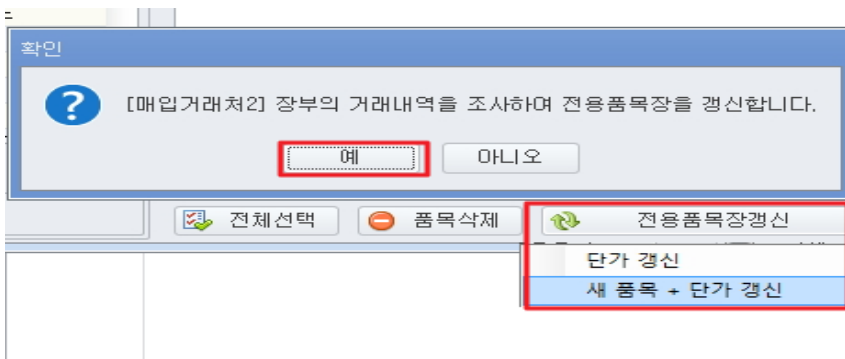 확인
[매입거래처2] 장부의 거래내역을 조사하며 전용품목장을 갱신합니다.
예 아니오
전체선택 품목삭제 전용품목장갱신
단가 갱신
새 품목 + 단가 갱신